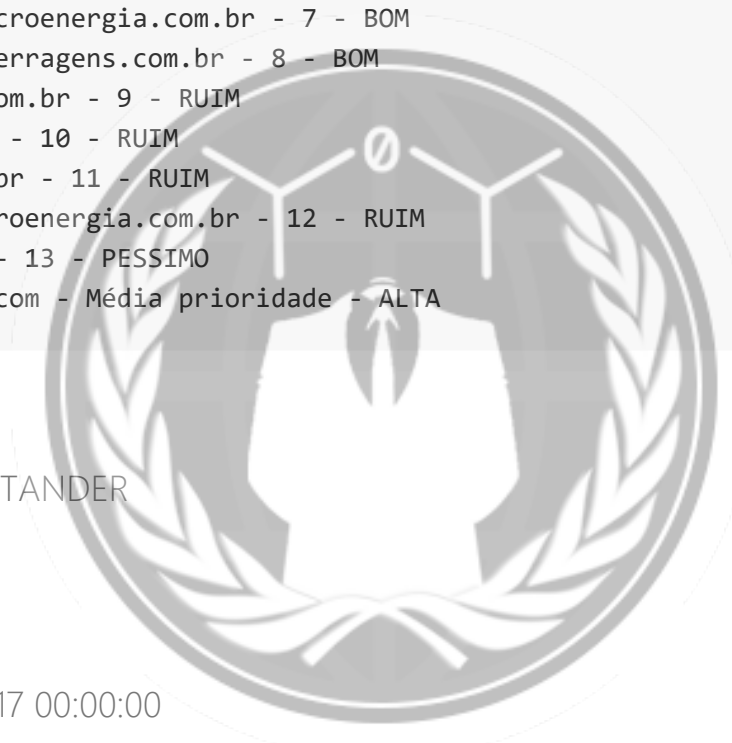 croenergia.com.br - 7 - BOM
erragens.com.br - 8 - BOM
om.br - 9 - RUIM
- 10 - RUIM
br - 11 - RUIM
roenergia.com.br - 12 - RUIM
- 13 - PESSIMO
com - Média prioridade - ALTA
0
TANDER
17 00:00:00